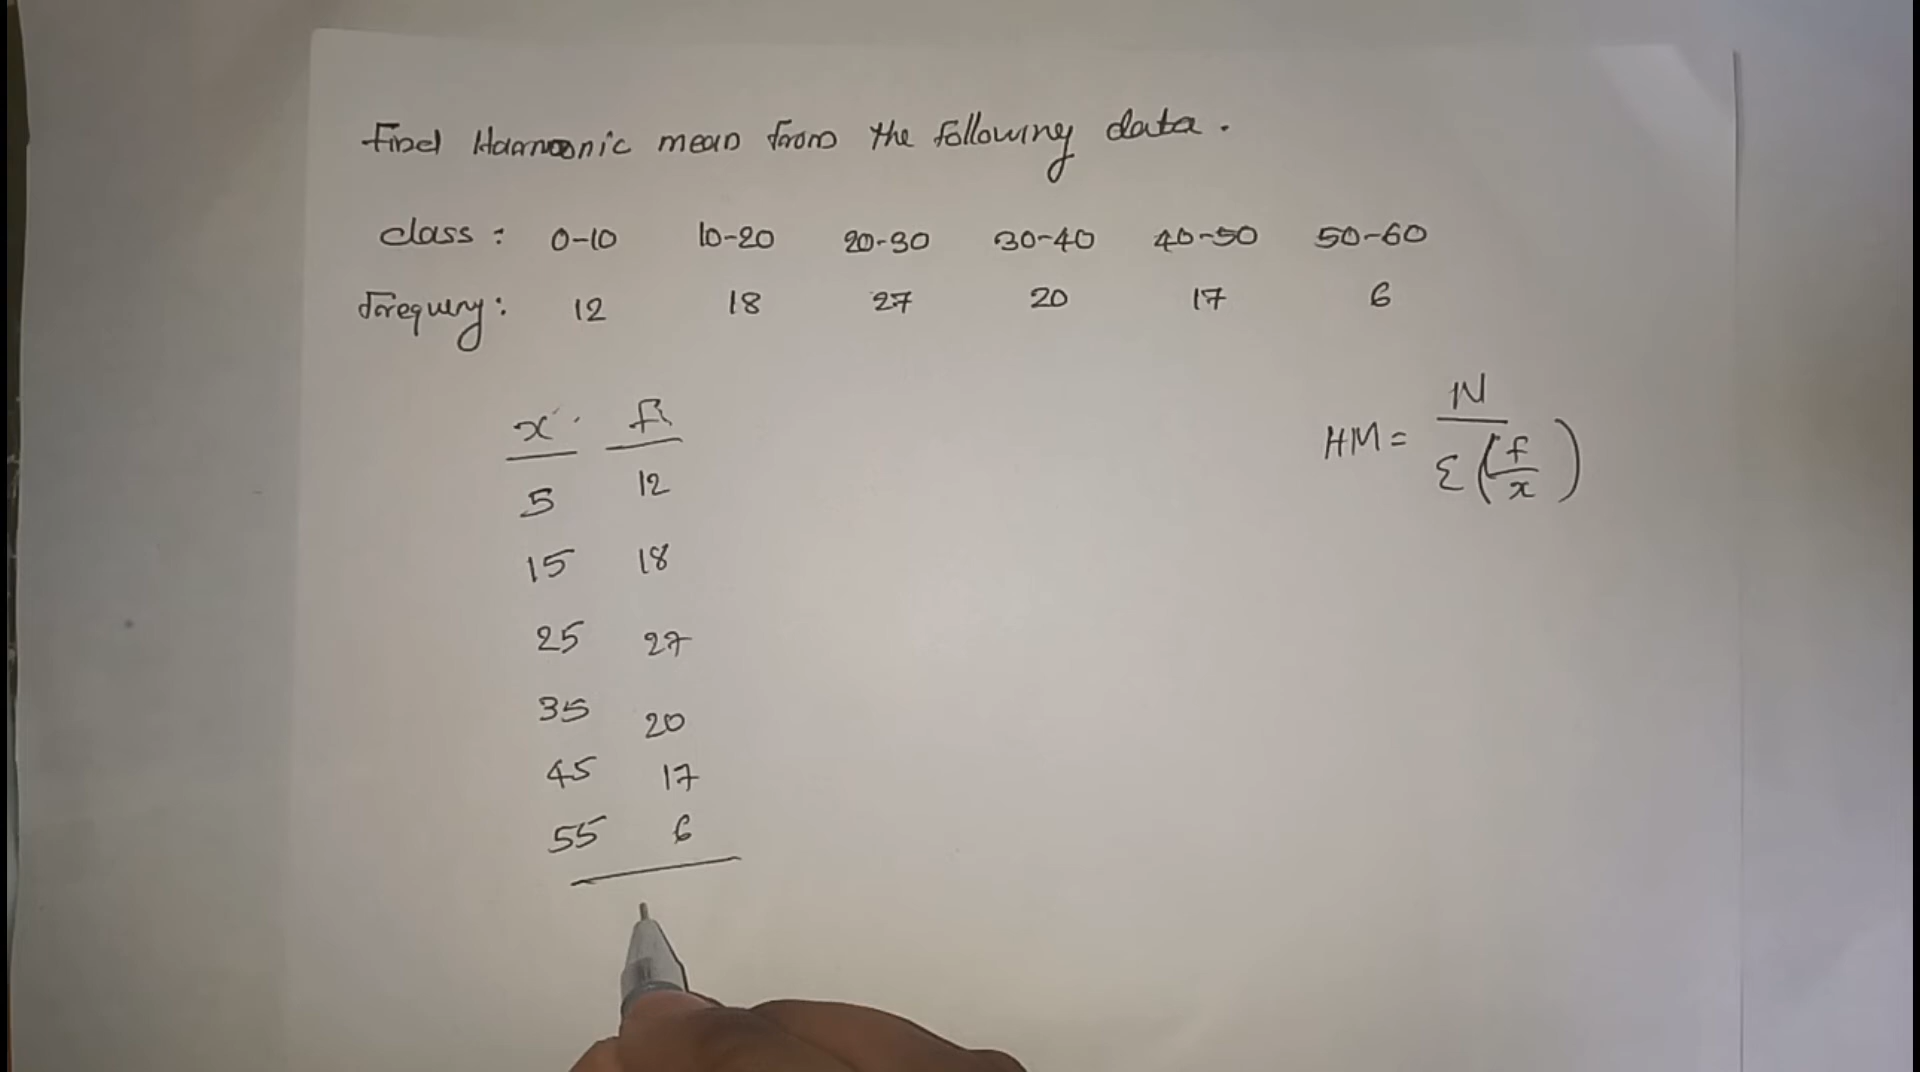 Find Harmonic mean from the following data.
class: 0-10 10-20 20-30 30-40 40-50 50-60
frequency: 12 18 27 20 17 6
x f
5 12
15 18
25 27
35 20
45 17
55 6
HM = N / Σ(f/x)